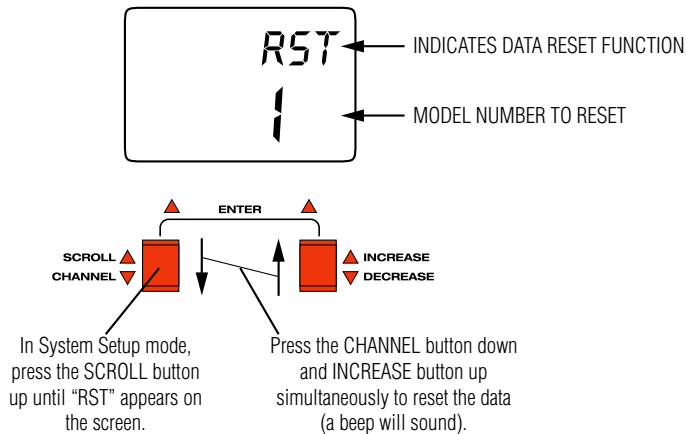 RST
INDICATES DATA RESET FUNCTION
1
MODEL NUMBER TO RESET
ENTER
SCROLL
CHANNEL
INCREASE
DECREASE
In System Setup mode,
press the SCROLL button
up until “RST” appears on
the screen.
Press the CHANNEL button down
and INCREASE button up
simultaneously to reset the data
(a beep will sound).